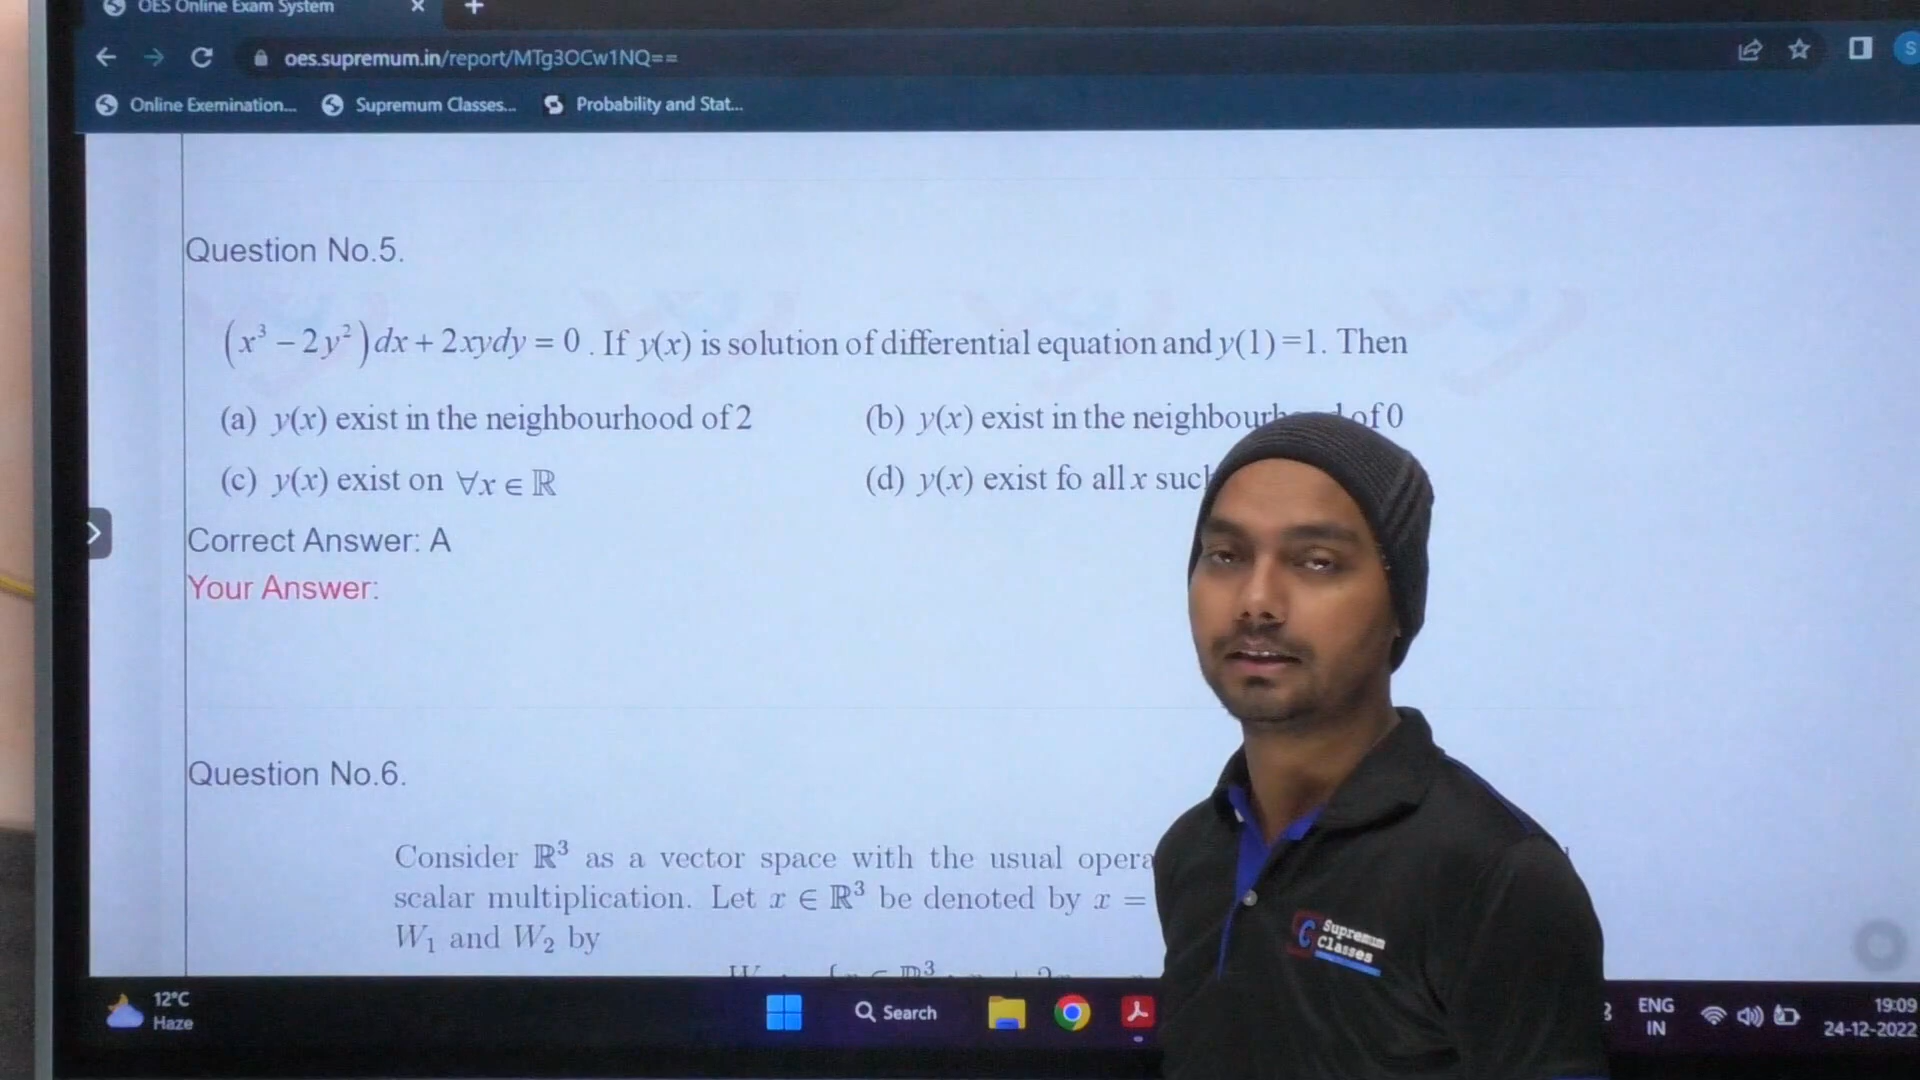 OES Online Exam System
oes.supremum.in/report/MTg3OCw1NQ==
Online Exemination... Supremum Classes... Probability and Stat...
Question No.5.
(x³ − 2y²)dx + 2xydy = 0 . If y(x) is solution of differential equation and y(1)=1. Then
(a) y(x) exist in the neighbourhood of 2 (b) y(x) exist in the of 0
(c) y(x) exist on ∀x ∈ ℝ (d) y(x) exist fo all x
Correct Answer: A
Your Answer:
Question No.6.
Consider ℝ³ as a vector space with the usual
scalar multiplication. Let x ∈ ℝ³ be denoted by x =
W₁ and W₂ by
Supremum
Classes
12°C
Haze
Search
ENG
IN
19:09
24-12-2022